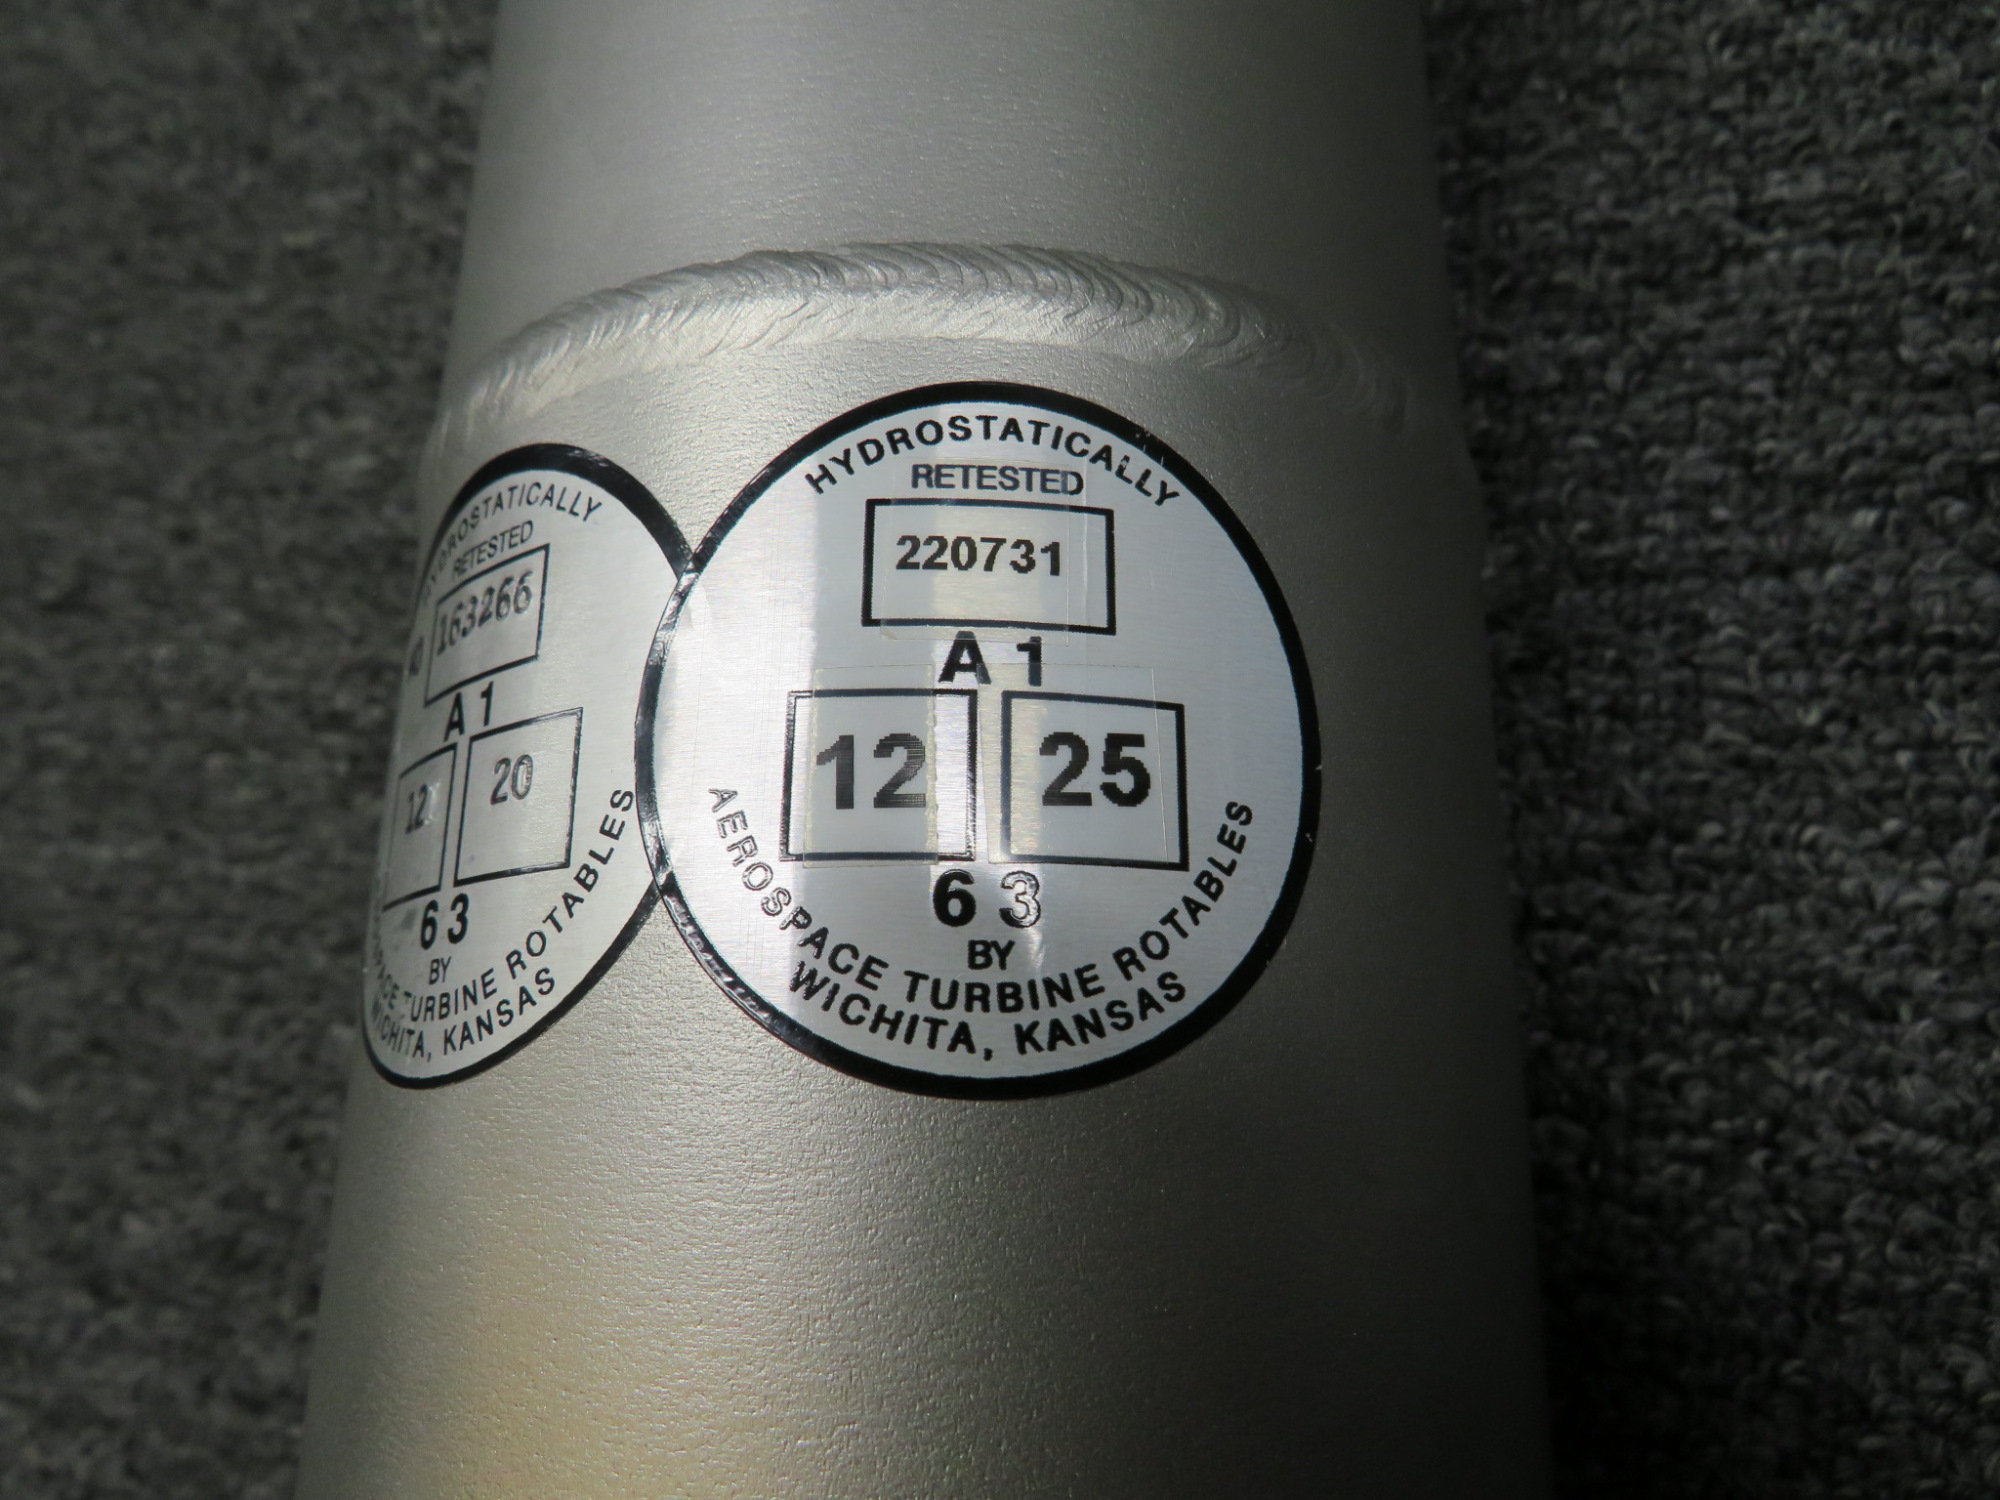 HYDROSTATICALLY
RETESTED
163266
A 1
12 20
6 3
BY
TURBINE ROTABLES
WICHITA, KANSAS
HYDROSTATICALLY
RETESTED
220731
A 1
12 25
6 3
BY
AEROSPACE TURBINE ROTABLES
WICHITA, KANSAS